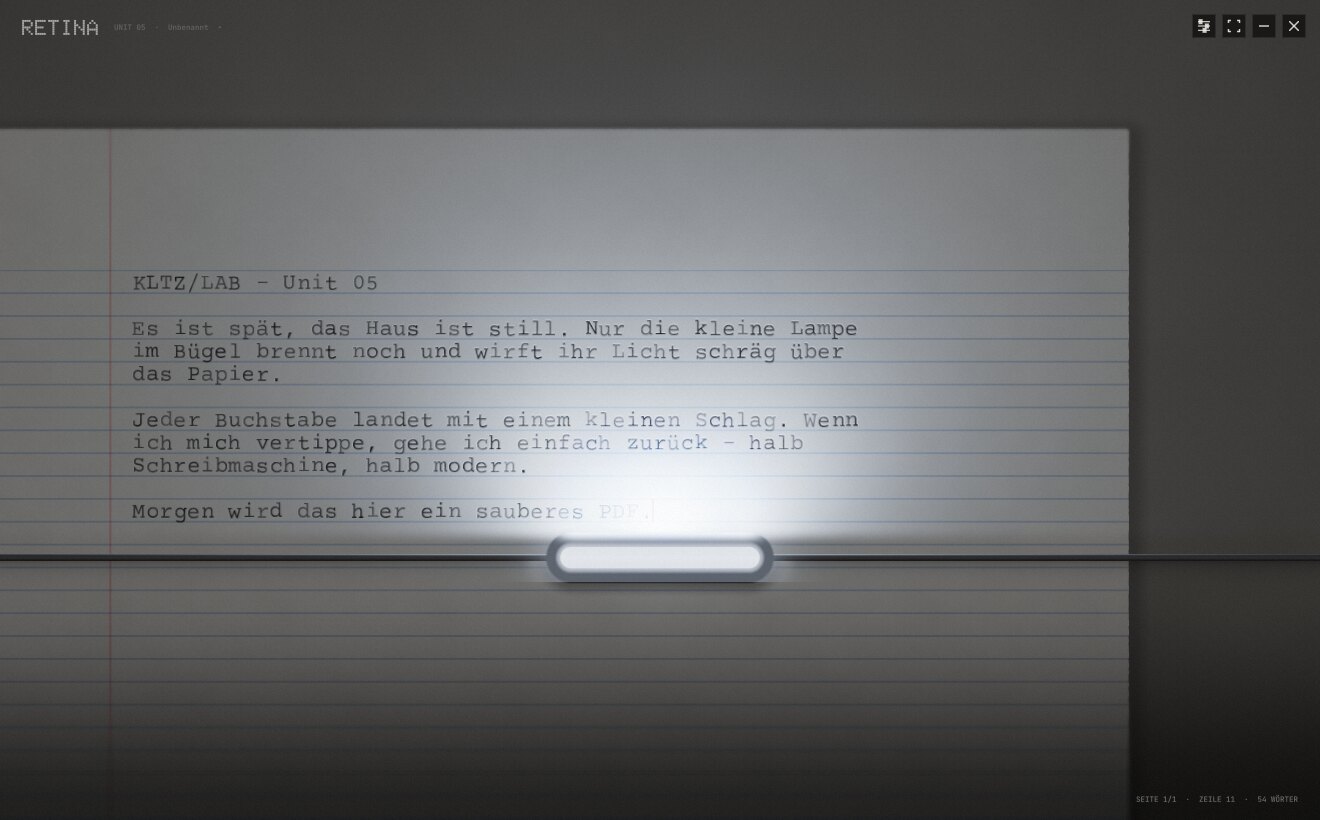 RETINA UNIT 05 · Unbenannt ·
KLTZ/LAB – Unit 05
Es ist spät, das Haus ist still. Nur die kleine Lampe
im Bügel brennt noch und wirft ihr Licht schräg über
das Papier.
Jeder Buchstabe landet mit einem kleinen Schlag. Wenn
ich mich vertippe, gehe ich einfach zurück – halb
Schreibmaschine, halb modern.
Morgen wird das hier ein sauberes PDF.
SEITE 1/1 · ZEILE 11 · 54 WÖRTER